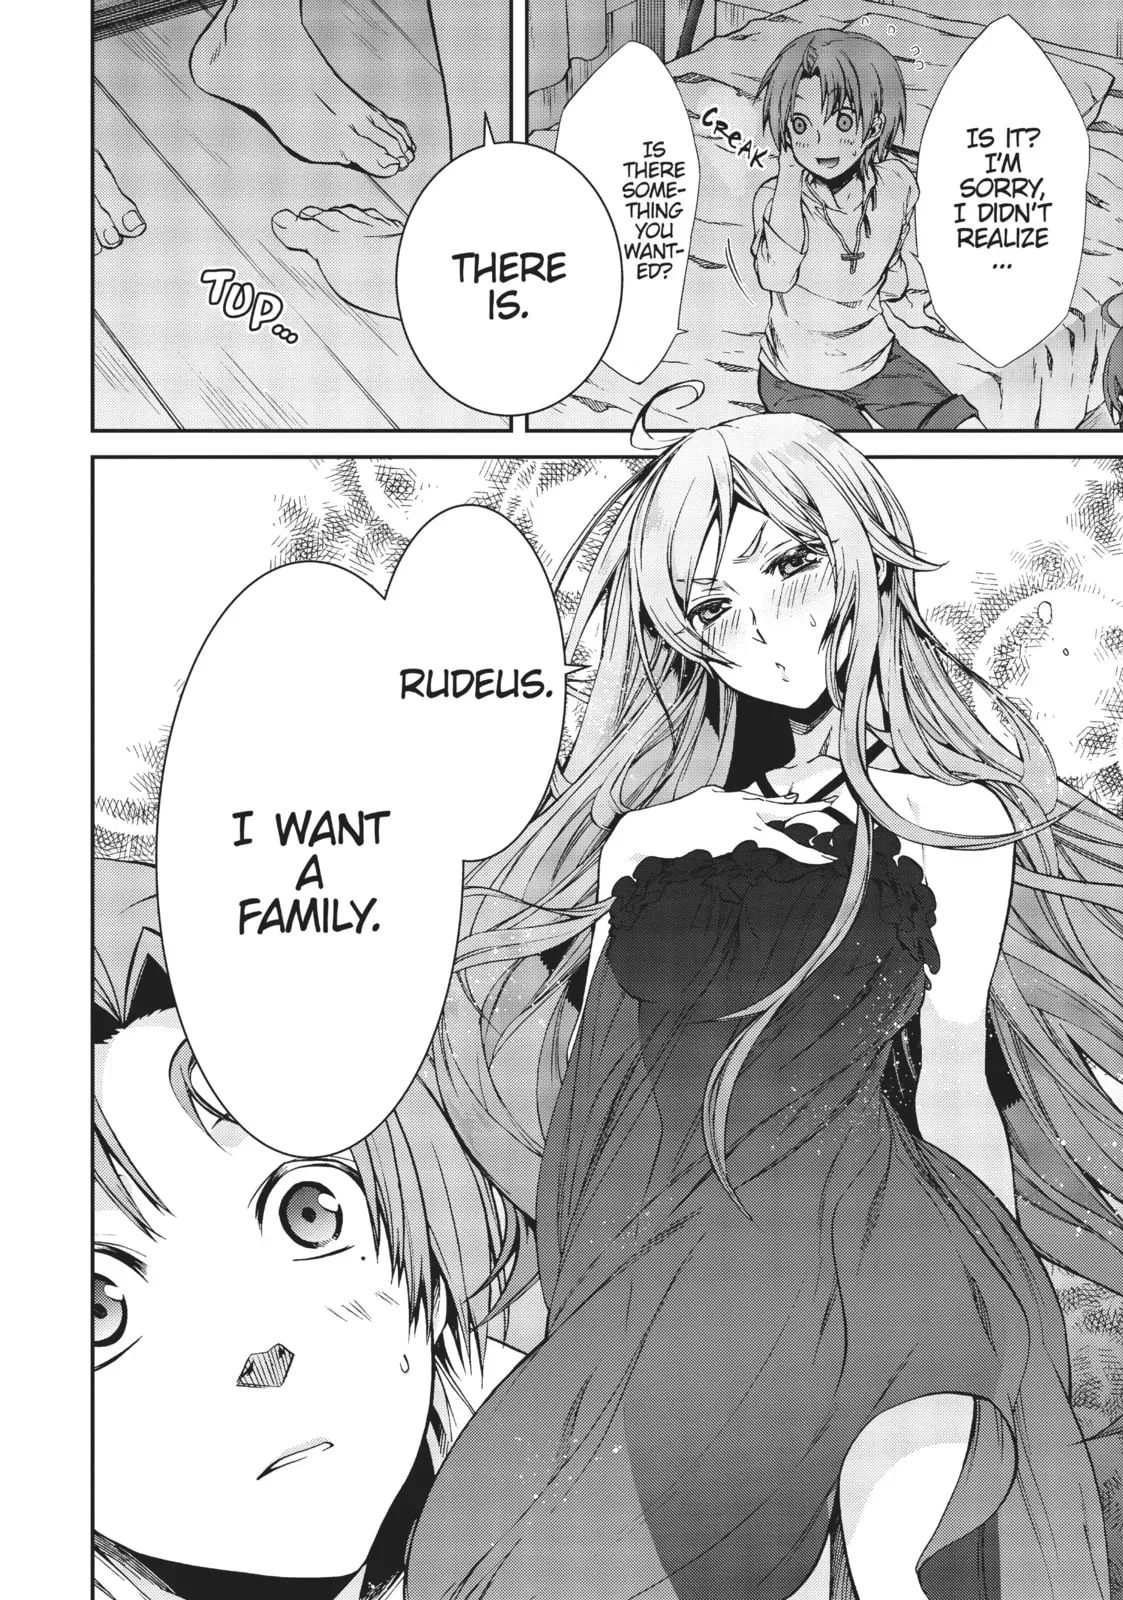 IS IT?
I'M
SORRY,
I DIDN'T
REALIZE
...
CREAK
IS
THERE
SOME-
THING
YOU
WANT-
ED?
THERE
IS.
TUP...
RUDEUS.
I WANT
A
FAMILY.